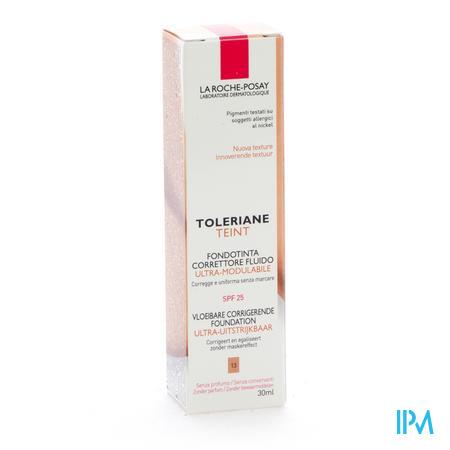 LA ROCHE-POSAY
LABORATOIRE DERMATOLOGIQUE
Pigmenti testati su
soggetti allergici
al nickel
Nuova texture
Innoverende textuur
TOLERIANE
TEINT
FONDOTINTA
CORRETTORE FLUIDO
ULTRA-MODULABILE
Corregge e uniforma senza marcare
SPF 25
VLOEIBARE CORRIGERENDE
FOUNDATION
ULTRA-UITSTRIJKBAAR
Corrigeert en egaliseert
zonder maskereffect
13
Senza profumo / Senza conservanti
Zonder parfum / Zonder bewaarmiddelen
30ml
IPM